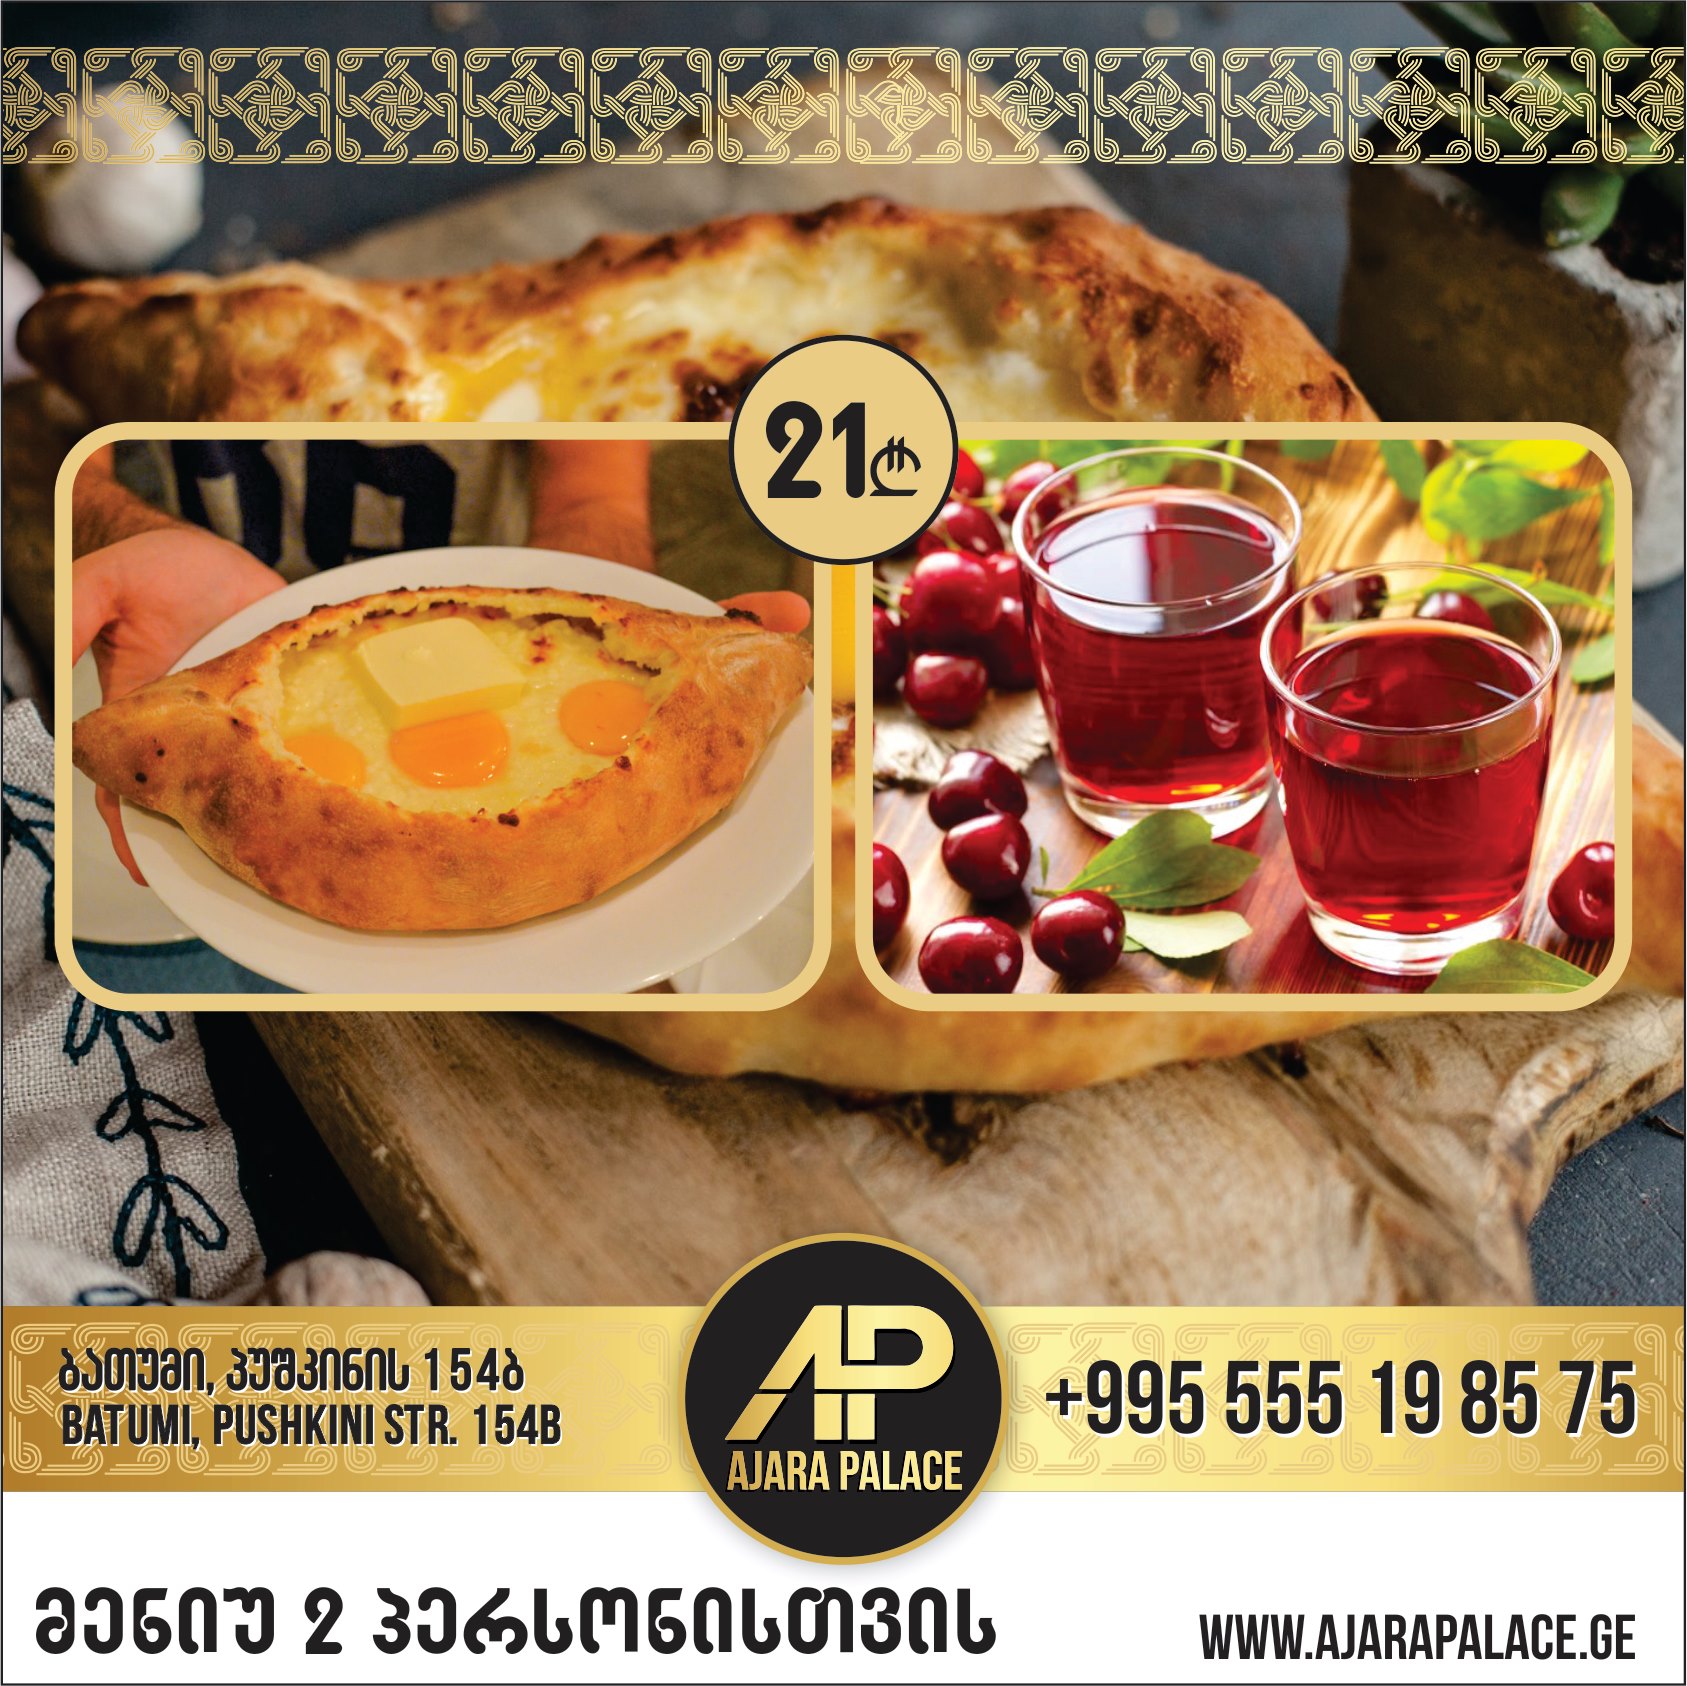 21₾
ბათუმი, პუშკინის 154ბ
BATUMI, PUSHKINI STR. 154B
AP
AJARA PALACE
+995 555 19 85 75
მენიუ 2 პერსონისთვის
WWW.AJARAPALACE.GE